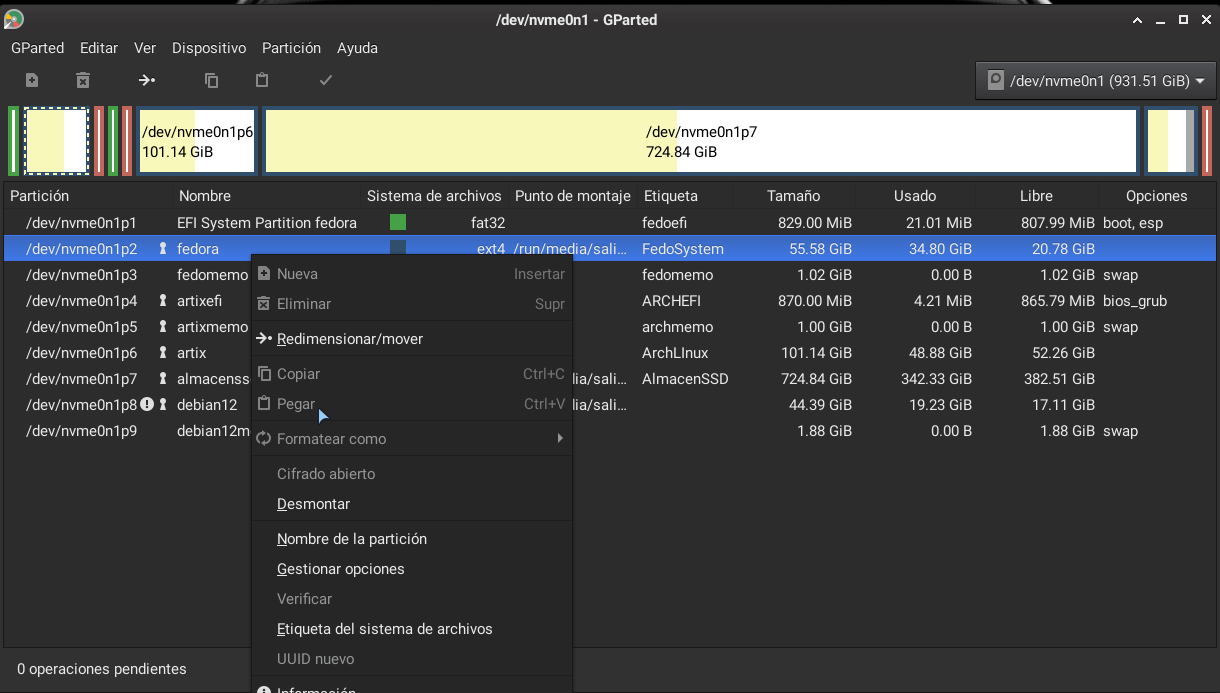 /dev/nvme0n1 - GParted
GParted Editar Ver Dispositivo Partición Ayuda
/dev/nvme0n1 (931.51 GiB)
/dev/nvme0n1p6
101.14 GiB
/dev/nvme0n1p7
724.84 GiB
Partición Nombre Sistema de archivos Punto de montaje Etiqueta Tamaño Usado Libre Opciones
/dev/nvme0n1p1 EFI System Partition fedora fat32 fedoefi 829.00 MiB 21.01 MiB 807.99 MiB boot, esp
/dev/nvme0n1p2 fedora ext4 /run/media/sali... FedoSystem 55.58 GiB 34.80 GiB 20.78 GiB
/dev/nvme0n1p3 fedomemo fedomemo 1.02 GiB 0.00 B 1.02 GiB swap
/dev/nvme0n1p4 artixefi ARCHEFI 870.00 MiB 4.21 MiB 865.79 MiB bios_grub
/dev/nvme0n1p5 artixmemo archmemo 1.00 GiB 0.00 B 1.00 GiB swap
/dev/nvme0n1p6 artix ArchLInux 101.14 GiB 48.88 GiB 52.26 GiB
/dev/nvme0n1p7 almacenss dia/sali... AlmacenSSD 724.84 GiB 342.33 GiB 382.51 GiB
/dev/nvme0n1p8 debian12 dia/sali... 44.39 GiB 19.23 GiB 17.11 GiB
/dev/nvme0n1p9 debian12m 1.88 GiB 0.00 B 1.88 GiB swap
Nueva Insertar
Eliminar Supr
Redimensionar/mover
Copiar Ctrl+C
Pegar Ctrl+V
Formatear como
Cifrado abierto
Desmontar
Nombre de la partición
Gestionar opciones
Verificar
Etiqueta del sistema de archivos
UUID nuevo
Información
0 operaciones pendientes